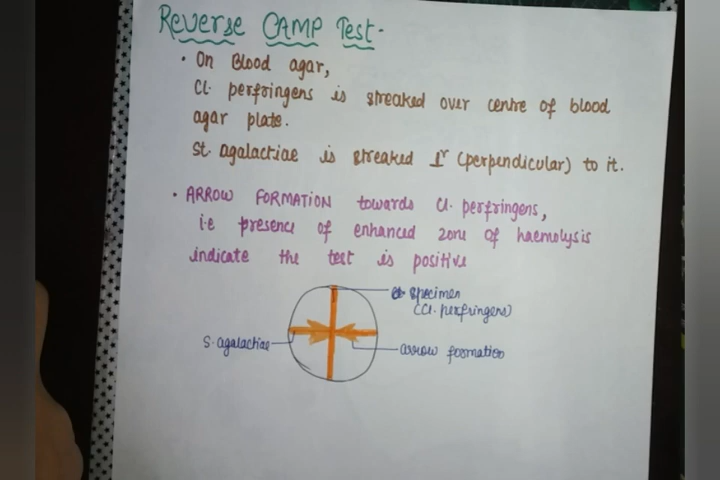 Reverse CAMP Test-
• On Blood agar,
Cl. perfringens is streaked over centre of blood
agar plate.
St. agalactiae is streaked ⊥r (perpendicular) to it.
• ARROW FORMATION towards Cl. perfringens,
i.e presence of enhanced zone of haemolysis
indicate the test is positive
specimen
(Cl. perfringens)
S. agalactiae
arrow formation